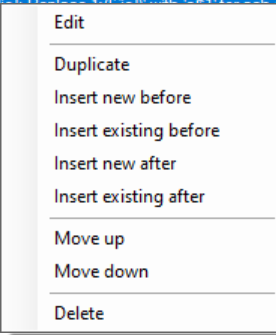 Edit
Duplicate
Insert new before
Insert existing before
Insert new after
Insert existing after
Move up
Move down
Delete